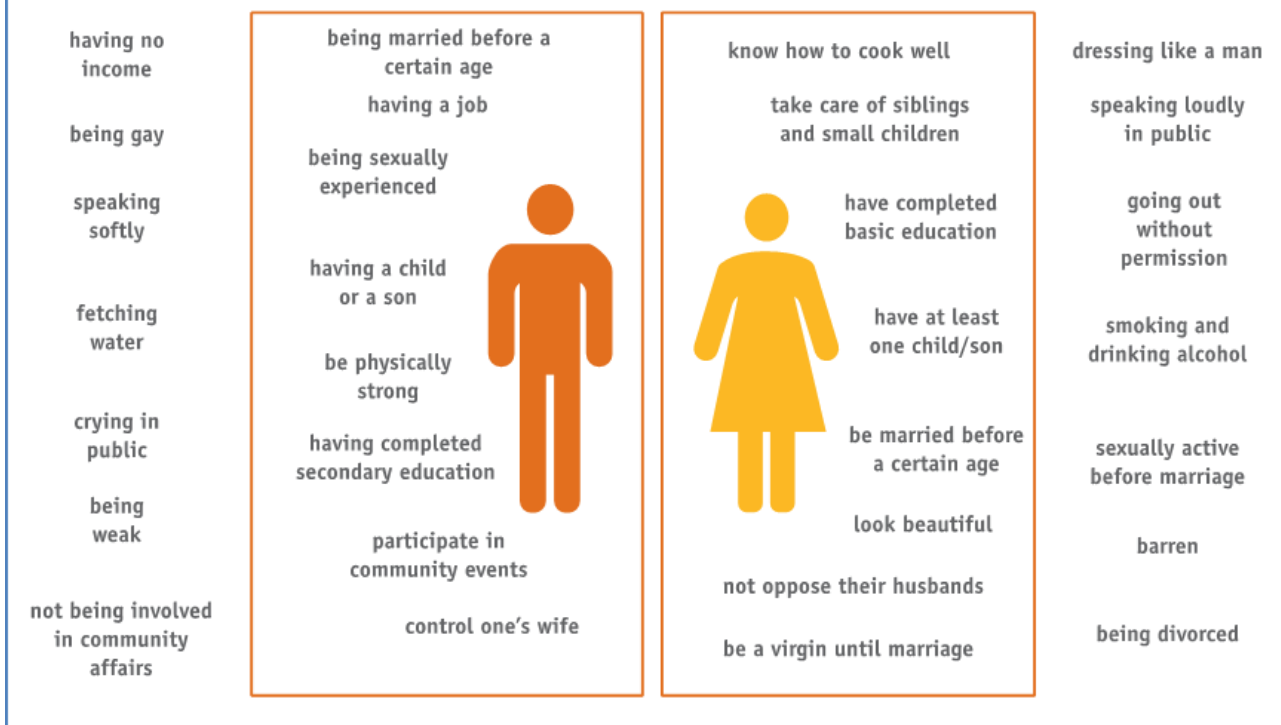 having no
income
being gay
speaking
softly
fetching
water
crying in
public
being
weak
not being involved
in community
affairs
being married before a
certain age
having a job
being sexually
experienced
having a child
or a son
be physically
strong
having completed
secondary education
participate in
community events
control one's wife
know how to cook well
take care of siblings
and small children
have completed
basic education
have at least
one child/son
be married before
a certain age
look beautiful
not oppose their husbands
be a virgin until marriage
dressing like a man
speaking loudly
in public
going out
without
permission
smoking and
drinking alcohol
sexually active
before marriage
barren
being divorced